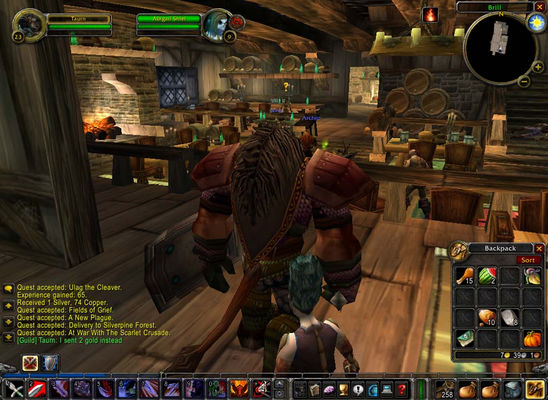 Taurn
23
Abigail Shiel
9
Brill
N
Backpack
Sort
15
2
10
8
7 39 1
Quest accepted: Ulag the Cleaver.
Experience gained: 65.
Received 1 Silver, 74 Copper.
Quest accepted: Fields of Grief.
Quest accepted: A New Plague.
Quest accepted: Delivery to Silverpine Forest.
Quest accepted: At War With The Scarlet Crusade.
[Guild] Taurn: I sent 2 gold instead
258